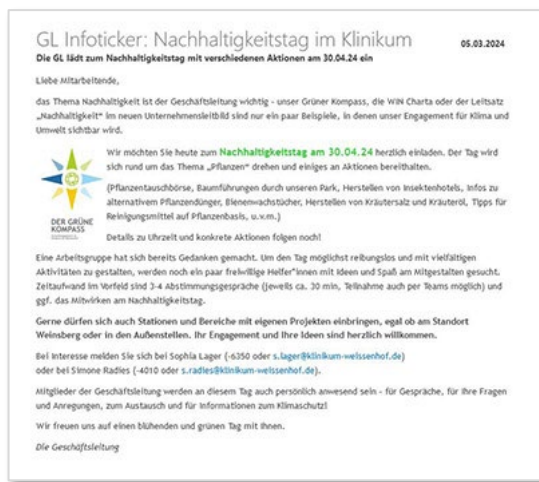 GL Infoticker: Nachhaltigkeitstag im Klinikum
05.03.2024
Die GL lädt zum Nachhaltigkeitstag mit verschiedenen Aktionen am 30.04.24 ein
Liebe Mitarbeitende,
das Thema Nachhaltigkeit ist der Geschäftsleitung wichtig - unser Grüner Kompass, die WIN Charta oder der Leitsatz
„Nachhaltigkeit“ im neuen Unternehmensleitbild sind nur ein paar Beispiele, in denen unser Engagement für Klima und
Umwelt sichtbar wird.
Wir möchten Sie heute zum Nachhaltigkeitstag am 30.04.24 herzlich einladen. Der Tag wird
sich rund um das Thema „Pflanzen“ drehen und einiges an Aktionen bereithalten.
(Pflanzentauschbörse, Baumführungen durch unseren Park, Herstellen von Insektenhotels, Infos zu
alternativem Pflanzendünger, Bienenwachstücher, Herstellen von Kräutersalz und Kräuteröl, Tipps für
Reinigungsmittel auf Pflanzenbasis, u.v.m.)
DER GRÜNE
KOMPASS
Details zu Uhrzeit und konkrete Aktionen folgen noch!
Eine Arbeitsgruppe hat sich bereits Gedanken gemacht. Um den Tag möglichst reibungslos und mit vielfältigen
Aktivitäten zu gestalten, werden noch ein paar freiwillige Helfer*innen mit Ideen und Spaß am Mitgestalten gesucht.
Zeitaufwand im Vorfeld sind 3-4 Abstimmungsgespräche (jeweils ca. 30 min, Teilnahme auch per Teams möglich) und
ggf. das Mitwirken am Nachhaltigkeitstag.
Gerne dürfen sich auch Stationen und Bereiche mit eigenen Projekten einbringen, egal ob am Standort
Weinsberg oder in den Außenstellen. Ihr Engagement und Ihre Ideen sind herzlich willkommen.
Bei Interesse melden Sie sich bei Sophia Lager (-6350 oder s.lager@klinikum-weissenhof.de)
oder bei Simone Radies (-4010 oder s.radies@klinikum-weissenhof.de).
Mitglieder der Geschäftsleitung werden an diesem Tag auch persönlich anwesend sein - für Gespräche, für Ihre Fragen
und Anregungen, zum Austausch und für Informationen zum Klimaschutz!
Wir freuen uns auf einen blühenden und grünen Tag mit Ihnen.
Die Geschäftsleitung